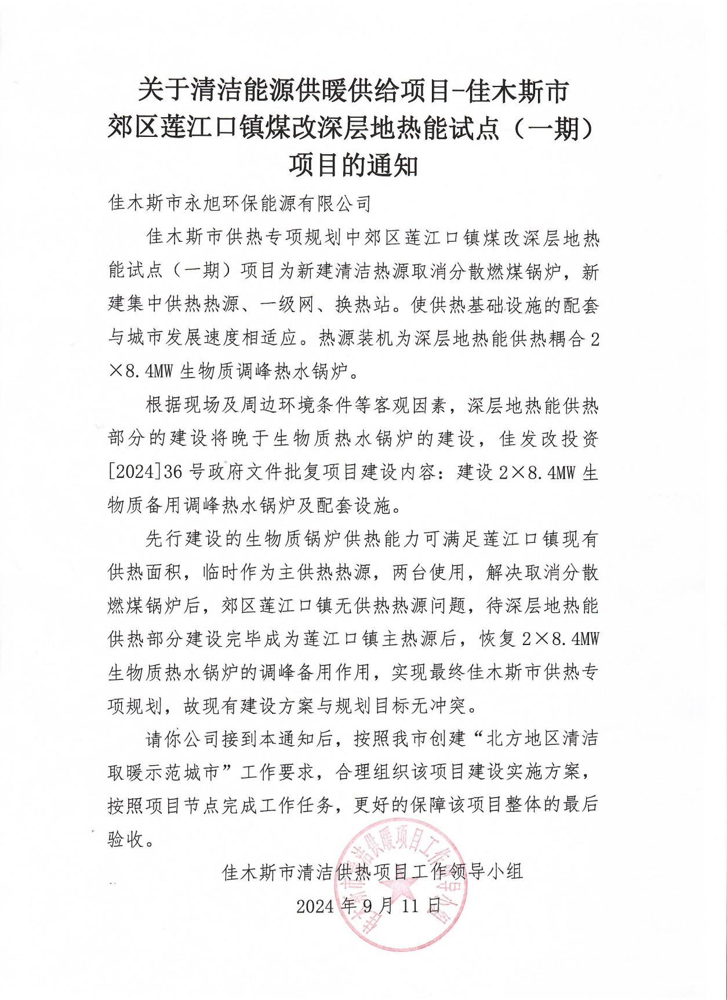 关于清洁能源供暖供给项目-佳木斯市
郊区莲江口镇煤改深层地热能试点（一期）
项目的通知
佳木斯市永旭环保能源有限公司
佳木斯市供热专项规划中郊区莲江口镇煤改深层地热
能试点（一期）项目为新建清洁热源取消分散燃煤锅炉，新
建集中供热热源、一级网、换热站。使供热基础设施的配套
与城市发展速度相适应。热源装机为深层地热能供热耦合2
×8.4MW生物质调峰热水锅炉。
根据现场及周边环境条件等客观因素，深层地热能供热
部分的建设将晚于生物质热水锅炉的建设，佳发改投资
[2024]36号政府文件批复项目建设内容：建设2×8.4MW生
物质备用调峰热水锅炉及配套设施。
先行建设的生物质锅炉供热能力可满足莲江口镇现有
供热面积，临时作为主供热热源，两台使用，解决取消分散
燃煤锅炉后，郊区莲江口镇无供热热源问题，待深层地热能
供热部分建设完毕成为莲江口镇主热源后，恢复2×8.4MW
生物质热水锅炉的调峰备用作用，实现最终佳木斯市供热专
项规划，故现有建设方案与规划目标无冲突。
请你公司接到本通知后，按照我市创建“北方地区清洁
取暖示范城市”工作要求，合理组织该项目建设实施方案，
按照项目节点完成工作任务，更好的保障该项目整体的最后
验收。
佳木斯市清洁供热项目工作领导小组
2024年9月11日
佳木斯市清洁供暖项目工作领导小组